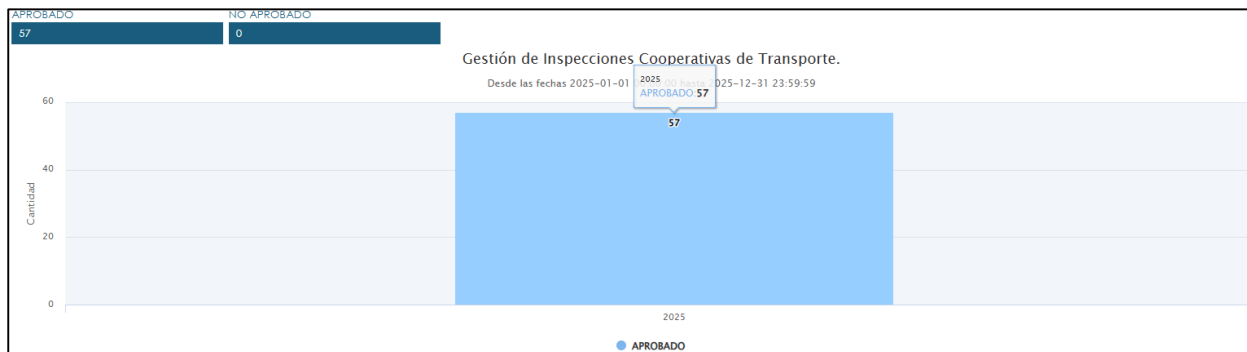 APROBADO NO APROBADO
57 0
Gestión de Inspecciones Cooperativas de Transporte.
Desde las fechas 2025-01-01 hasta 2025-12-31 23:59:59
2025
APROBADO: 57
57
60
40
20
0
Cantidad
2025
APROBADO